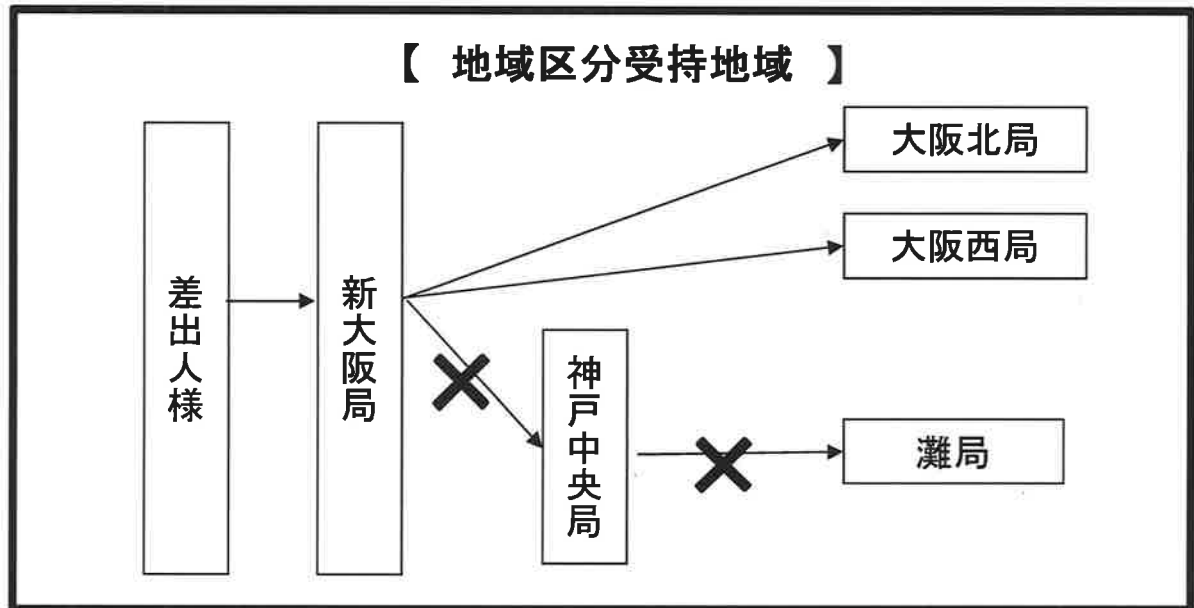 【 地域区分受持地域 】
差出人様
新大阪局
大阪北局
大阪西局
神戸中央局
灘局